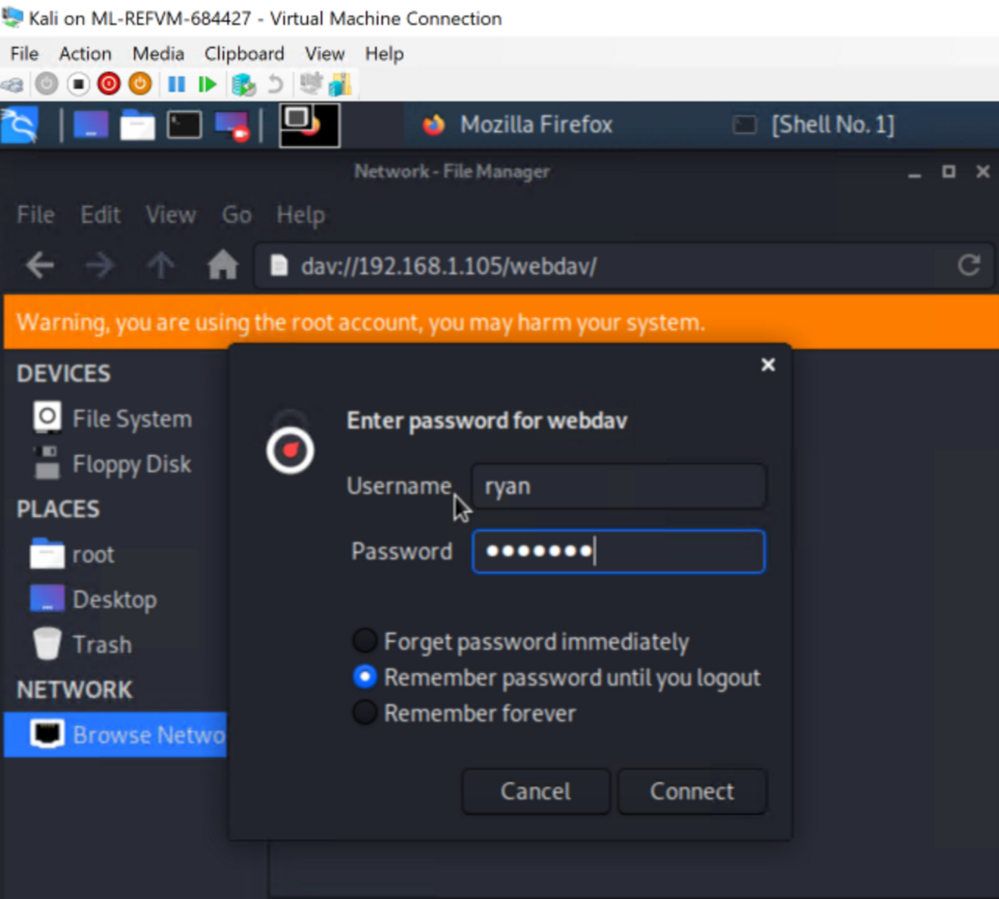 Kali on ML-REFVM-684427 - Virtual Machine Connection
File Action Media Clipboard View Help
Mozilla Firefox [Shell No. 1]
Network - File Manager
File Edit View Go Help
dav://192.168.1.105/webdav/
Warning, you are using the root account, you may harm your system.
DEVICES
File System
Floppy Disk
PLACES
root
Desktop
Trash
NETWORK
Browse Netwo
Enter password for webdav
Username ryan
Password •••••••
Forget password immediately
Remember password until you logout
Remember forever
Cancel Connect